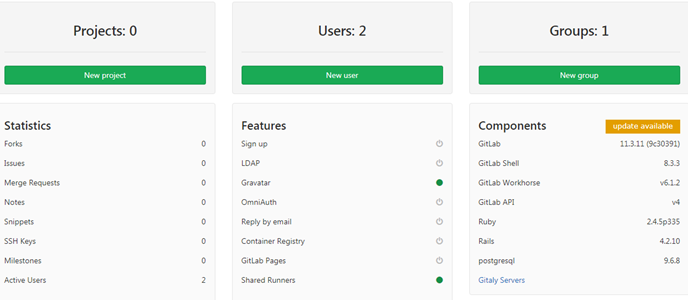 Projects: 0
New project
Users: 2
New user
Groups: 1
New group
Statistics
Forks 0
Issues 0
Merge Requests 0
Notes 0
Snippets 0
SSH Keys 0
Milestones 0
Active Users 2
Features
Sign up
LDAP
Gravatar
OmniAuth
Reply by email
Container Registry
GitLab Pages
Shared Runners
Components update available
GitLab 11.3.11 (9c30391)
GitLab Shell 8.3.3
GitLab Workhorse v6.1.2
GitLab API v4
Ruby 2.4.5p335
Rails 4.2.10
postgresql 9.6.8
Gitaly Servers